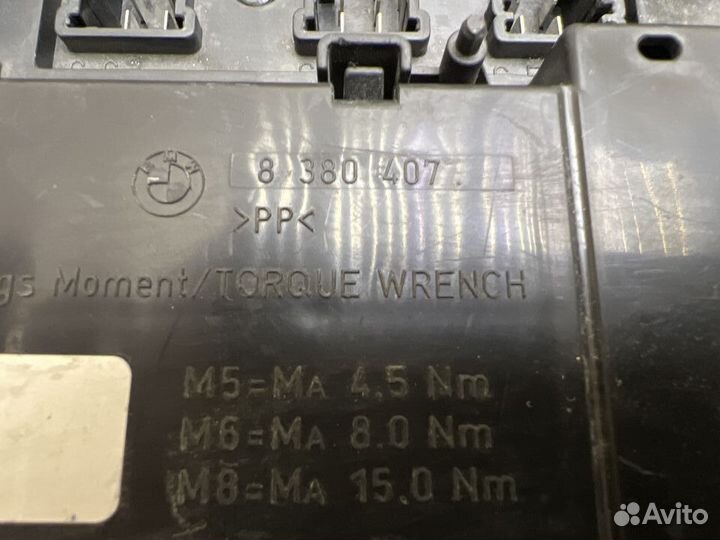 BMW
8 380 407
>PP<
gs Moment/TORQUE WRENCH
M5=MA 4.5 Nm
M6=MA 8.0 Nm
M8=MA 15.0 Nm
Avito